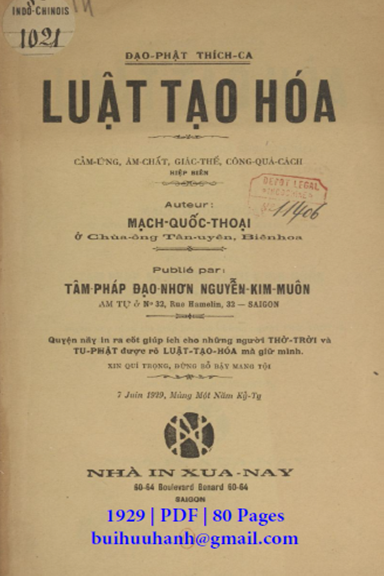 INDO-CHINOIS
1021
ĐẠO-PHẬT THÍCH-CA
LUẬT TẠO HÓA
CẢM-ỨNG, ÂM-CHẤT, GIÁC-THẾ, CÔNG-QUÁ-CÁCH
HIỆP BIÊN
Auteur:
MẠCH-QUỐC-THOẠI
ở Chùa-ông Tân-uyên, Biênhoa
DEPOT LEGAL
11406
Publié par:
TÂM-PHÁP ĐẠO-NHƠN NGUYỄN-KIM-MUÔN
AM TỰ ở Nº 32, Rue Hamelin, 32 — SAIGON
Quyện nầy in ra cốt giúp ích cho những người THỜ-TRỜI và
TU-PHẬT được rỏ LUẬT-TẠO-HÓA mà giữ mình.
XIN QUÍ TRỌNG, ĐỪNG BỎ BẬY MANG TỘI
7 Juin 1929, Mùng Một Năm Kỷ-Tỵ
NHÀ IN XUA-NAY
60-64 Boulevard Bonard 60-64
SAIGON
1929 | PDF | 80 Pages
buihuuhanh@gmail.com